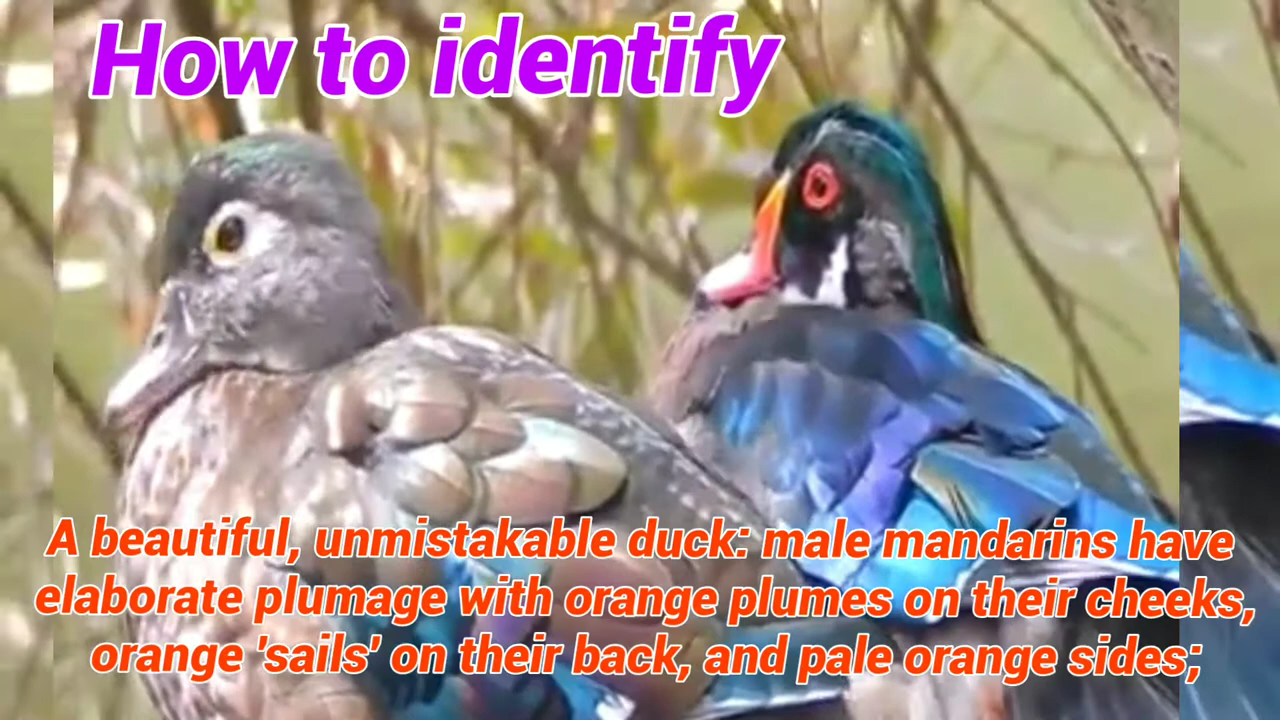 How to identify
A beautiful, unmistakable duck: male mandarins have
elaborate plumage with orange plumes on their cheeks,
orange 'sails' on their back, and pale orange sides;